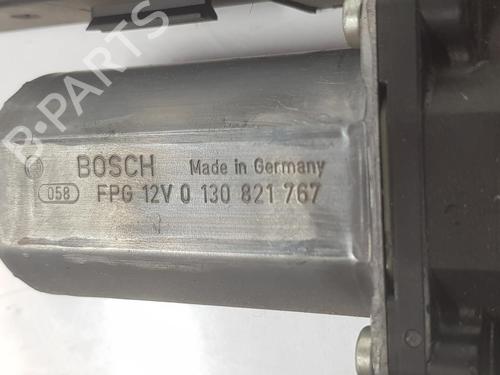 B-PARTS
BOSCH Made in Germany
058 FPG 12V 0 130 821 767